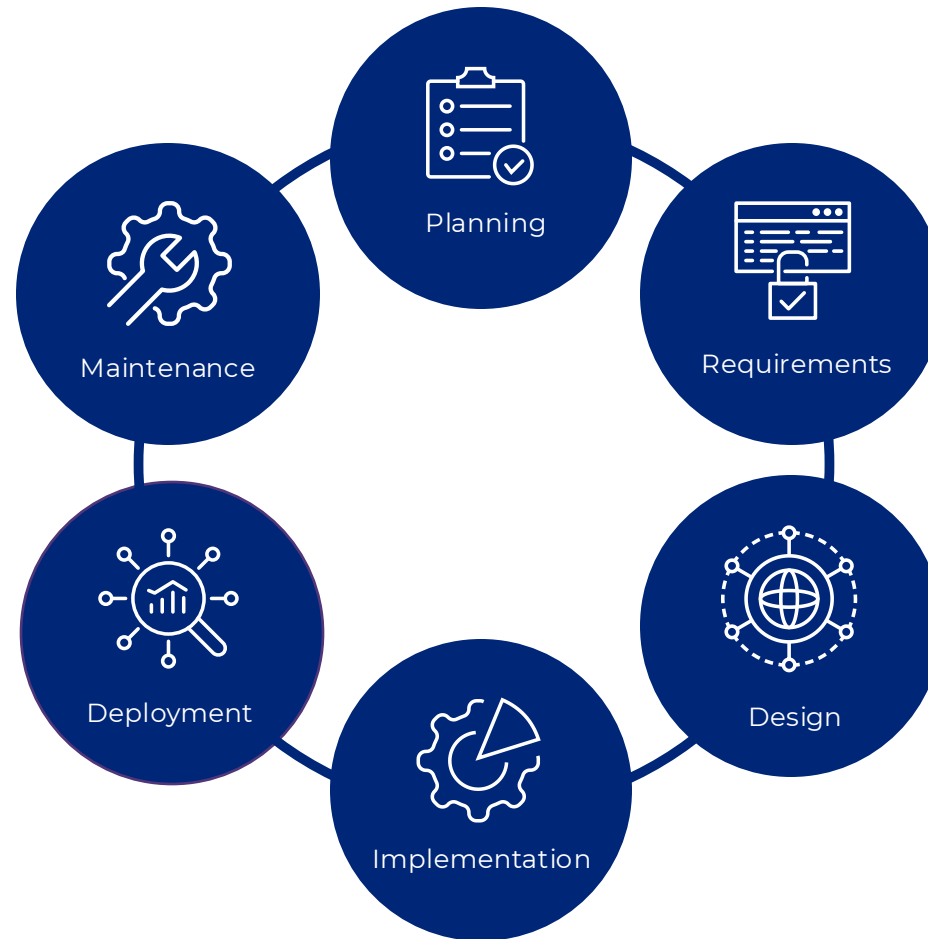 Planning
Requirements
Design
Implementation
Deployment
Maintenance